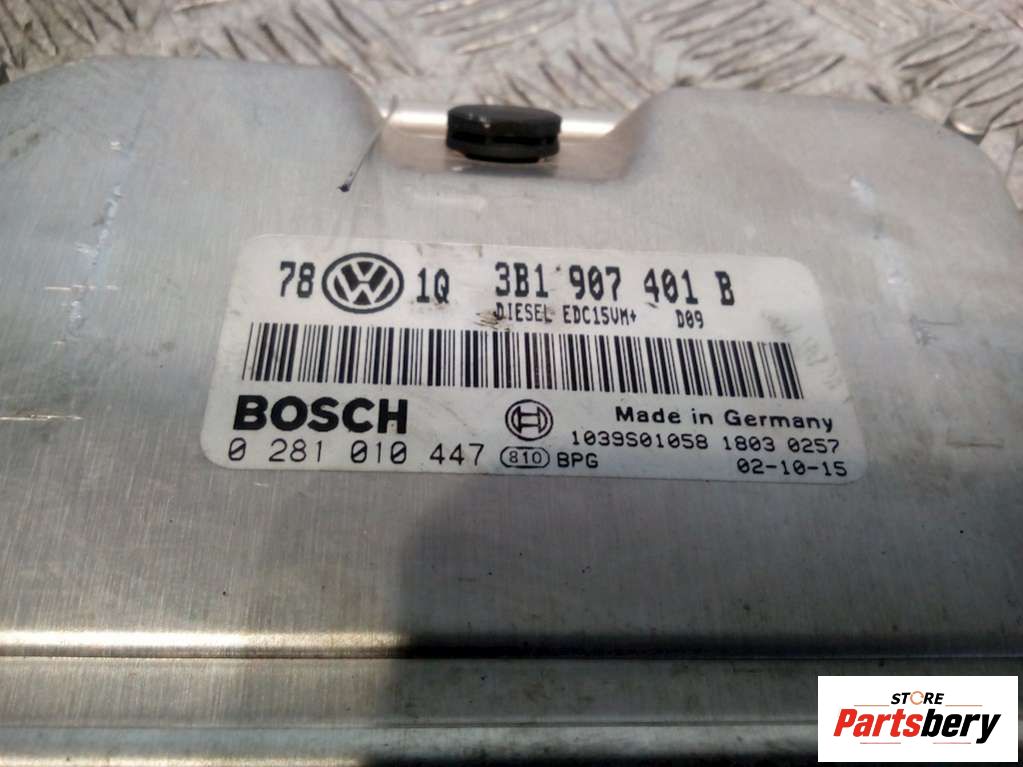 78 VW 1Q 3B1 907 401 B
DIESEL EDC15VM+ D09
BOSCH Made in Germany
1039S01058 1803 0257
0 281 010 447 810 BPG 02-10-15
STORE
Partsbery